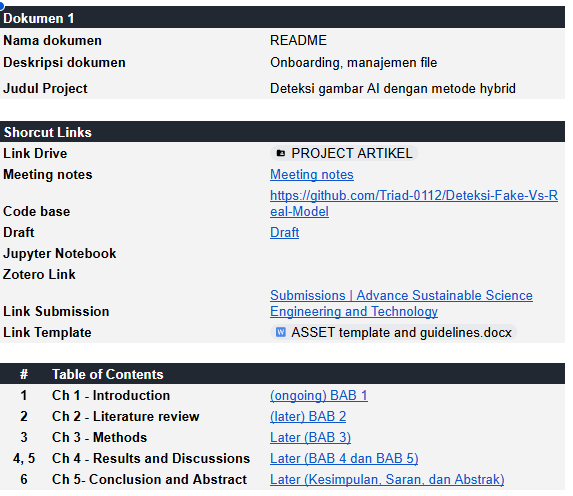 Dokumen 1
Nama dokumen README
Deskripsi dokumen Onboarding, manajemen file
Judul Project Deteksi gambar AI dengan metode hybrid
Shorcut Links
Link Drive PROJECT ARTIKEL
Meeting notes Meeting notes
https://github.com/Triad-0112/Deteksi-Fake-Vs-R
Code base eal-Model
Draft Draft
Jupyter Notebook
Zotero Link
Submissions | Advance Sustainable Science
Link Submission Engineering and Technology
Link Template ASSET template and guidelines.docx
# Table of Contents
1 Ch 1 - Introduction (ongoing) BAB 1
2 Ch 2 - Literature review (later) BAB 2
3 Ch 3 - Methods Later (BAB 3)
4, 5 Ch 4 - Results and Discussions Later (BAB 4 dan BAB 5)
6 Ch 5- Conclusion and Abstract Later (Kesimpulan, Saran, dan Abstrak)